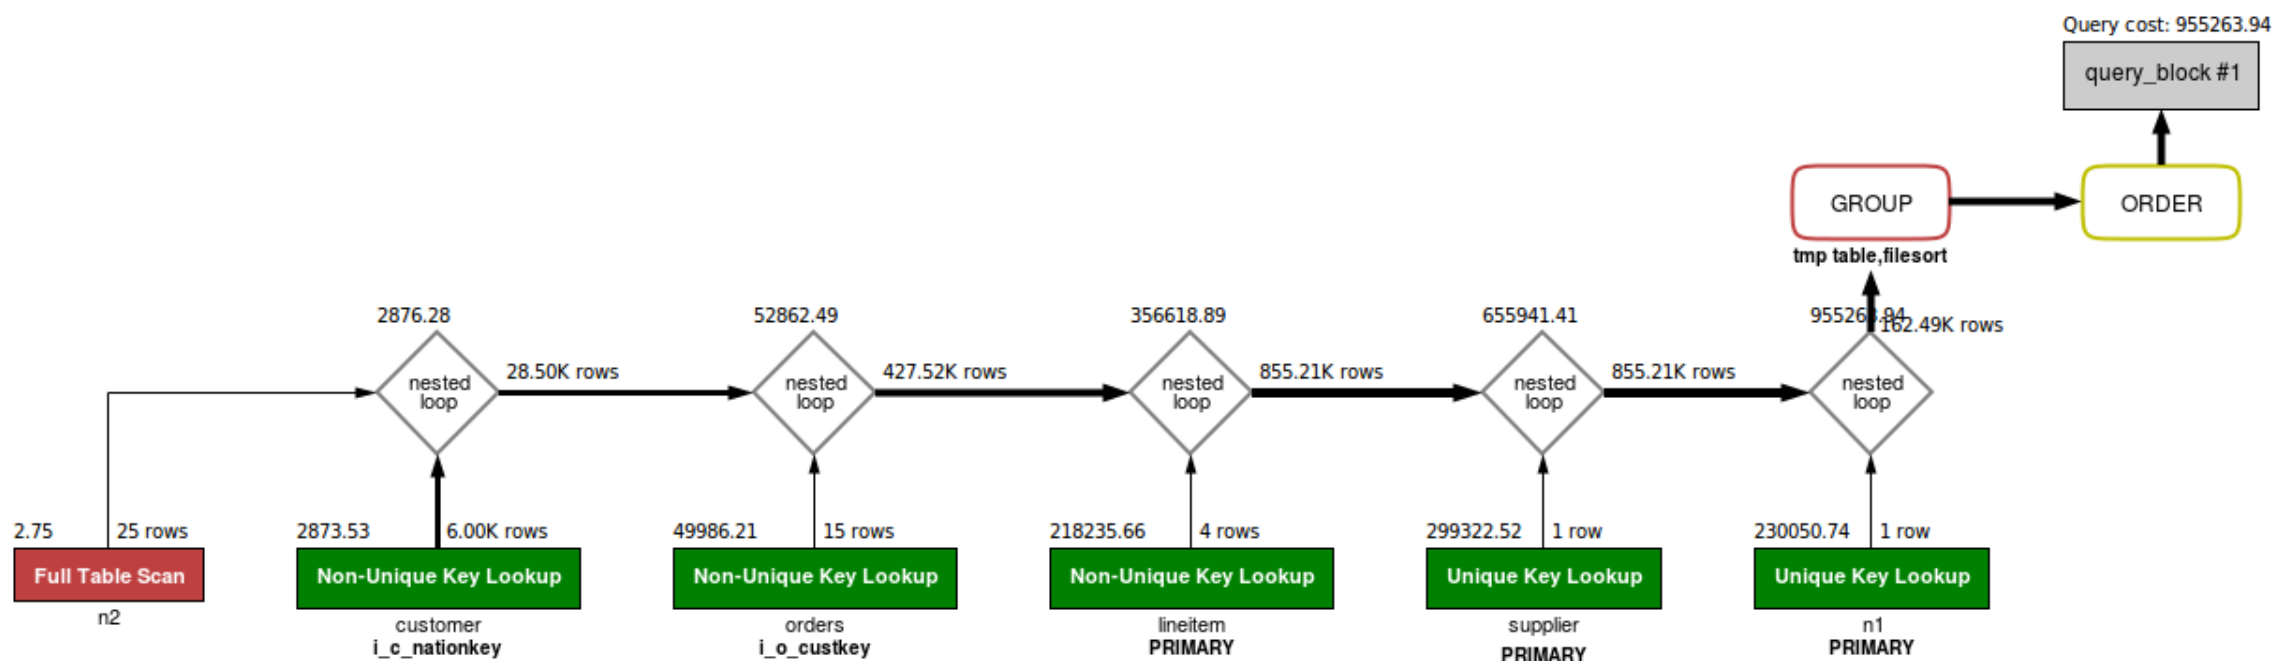 Query cost: 955263.94
query_block #1
GROUP
ORDER
tmp table,filesort
2876.28
52862.49
356618.89
655941.41
955263.94
162.49K rows
nested
loop
28.50K rows
nested
loop
427.52K rows
nested
loop
855.21K rows
nested
loop
855.21K rows
nested
loop
2.75
25 rows
2873.53
6.00K rows
49986.21
15 rows
218235.66
4 rows
299322.52
1 row
230050.74
1 row
Full Table Scan
Non-Unique Key Lookup
Non-Unique Key Lookup
Non-Unique Key Lookup
Unique Key Lookup
Unique Key Lookup
n2
customer
i_c_nationkey
orders
i_o_custkey
lineitem
PRIMARY
supplier
PRIMARY
n1
PRIMARY